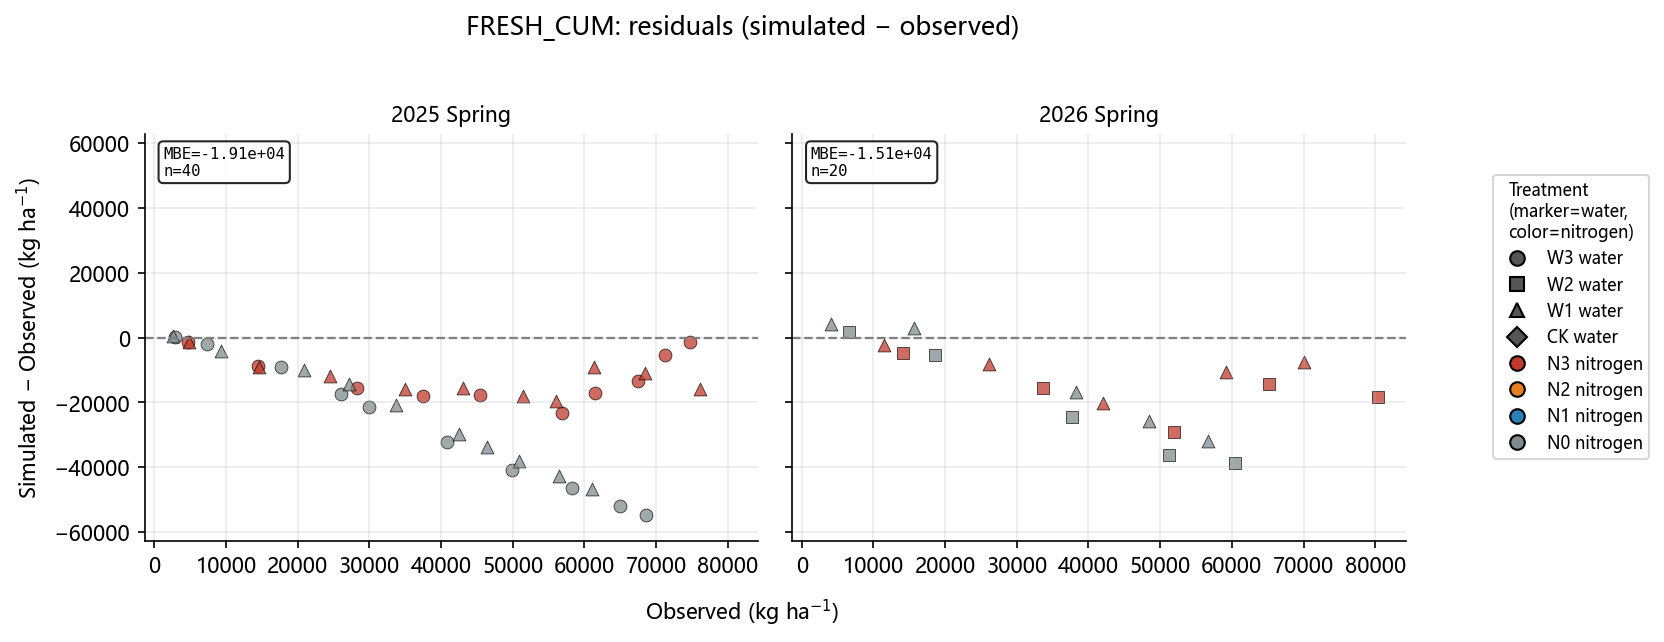 FRESH_CUM: residuals (simulated − observed)
2025 Spring
2026 Spring
MBE=-1.91e+04
n=40
MBE=-1.51e+04
n=20
60000
40000
20000
0
−20000
−40000
−60000
Simulated − Observed (kg ha⁻¹)
0 10000 20000 30000 40000 50000 60000 70000 80000
0 10000 20000 30000 40000 50000 60000 70000 80000
Observed (kg ha⁻¹)
Treatment
(marker=water,
color=nitrogen)
W3 water
W2 water
W1 water
CK water
N3 nitrogen
N2 nitrogen
N1 nitrogen
N0 nitrogen